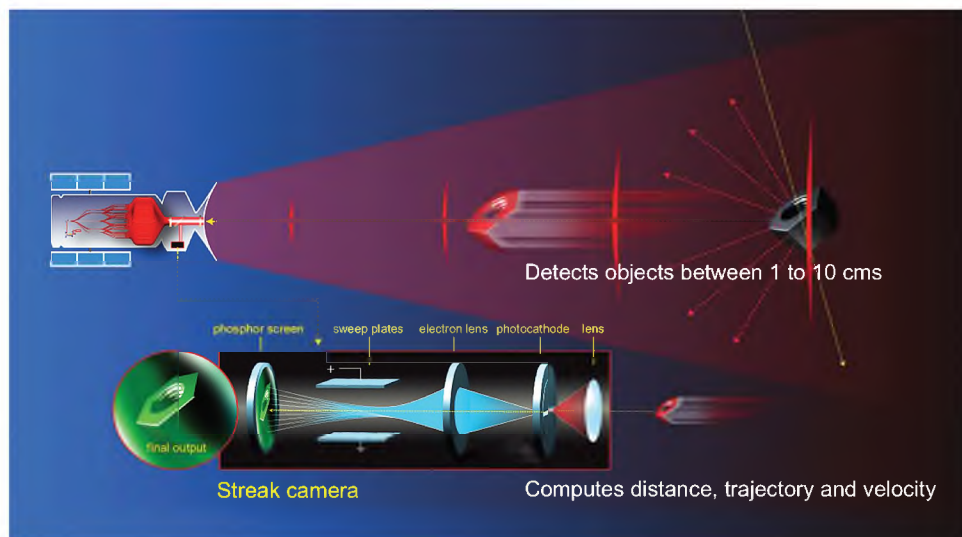 Detects objects between 1 to 10 cms
phosphor screen
sweep plates
electron lens
photocathode
lens
+
final output
Streak camera
Computes distance, trajectory and velocity